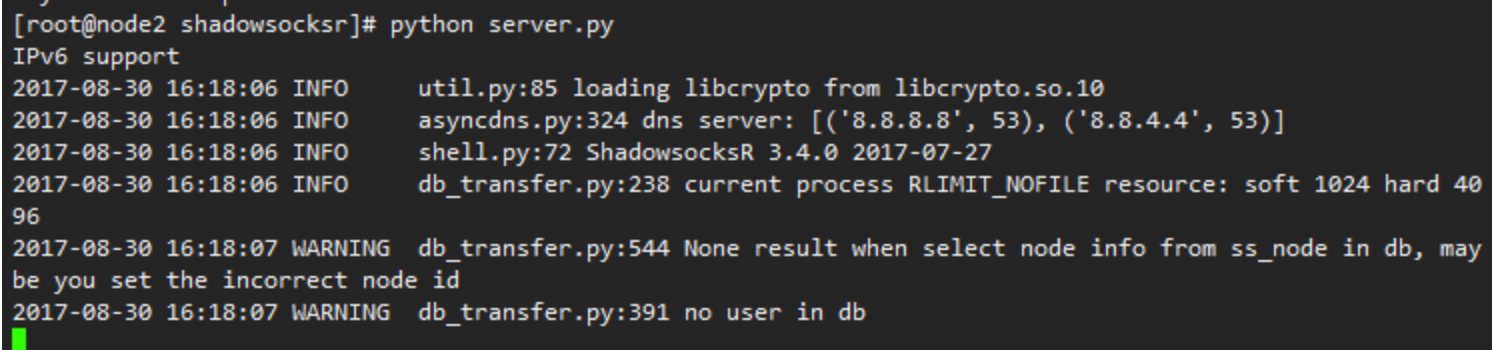 [root@node2 shadowsocksr]# python server.py
IPv6 support
2017-08-30 16:18:06 INFO     util.py:85 loading libcrypto from libcrypto.so.10
2017-08-30 16:18:06 INFO     asyncdns.py:324 dns server: [('8.8.8.8', 53), ('8.8.4.4', 53)]
2017-08-30 16:18:06 INFO     shell.py:72 ShadowsocksR 3.4.0 2017-07-27
2017-08-30 16:18:06 INFO     db_transfer.py:238 current process RLIMIT_NOFILE resource: soft 1024 hard 40
96
2017-08-30 16:18:07 WARNING  db_transfer.py:544 None result when select node info from ss_node in db, may
be you set the incorrect node id
2017-08-30 16:18:07 WARNING  db_transfer.py:391 no user in db